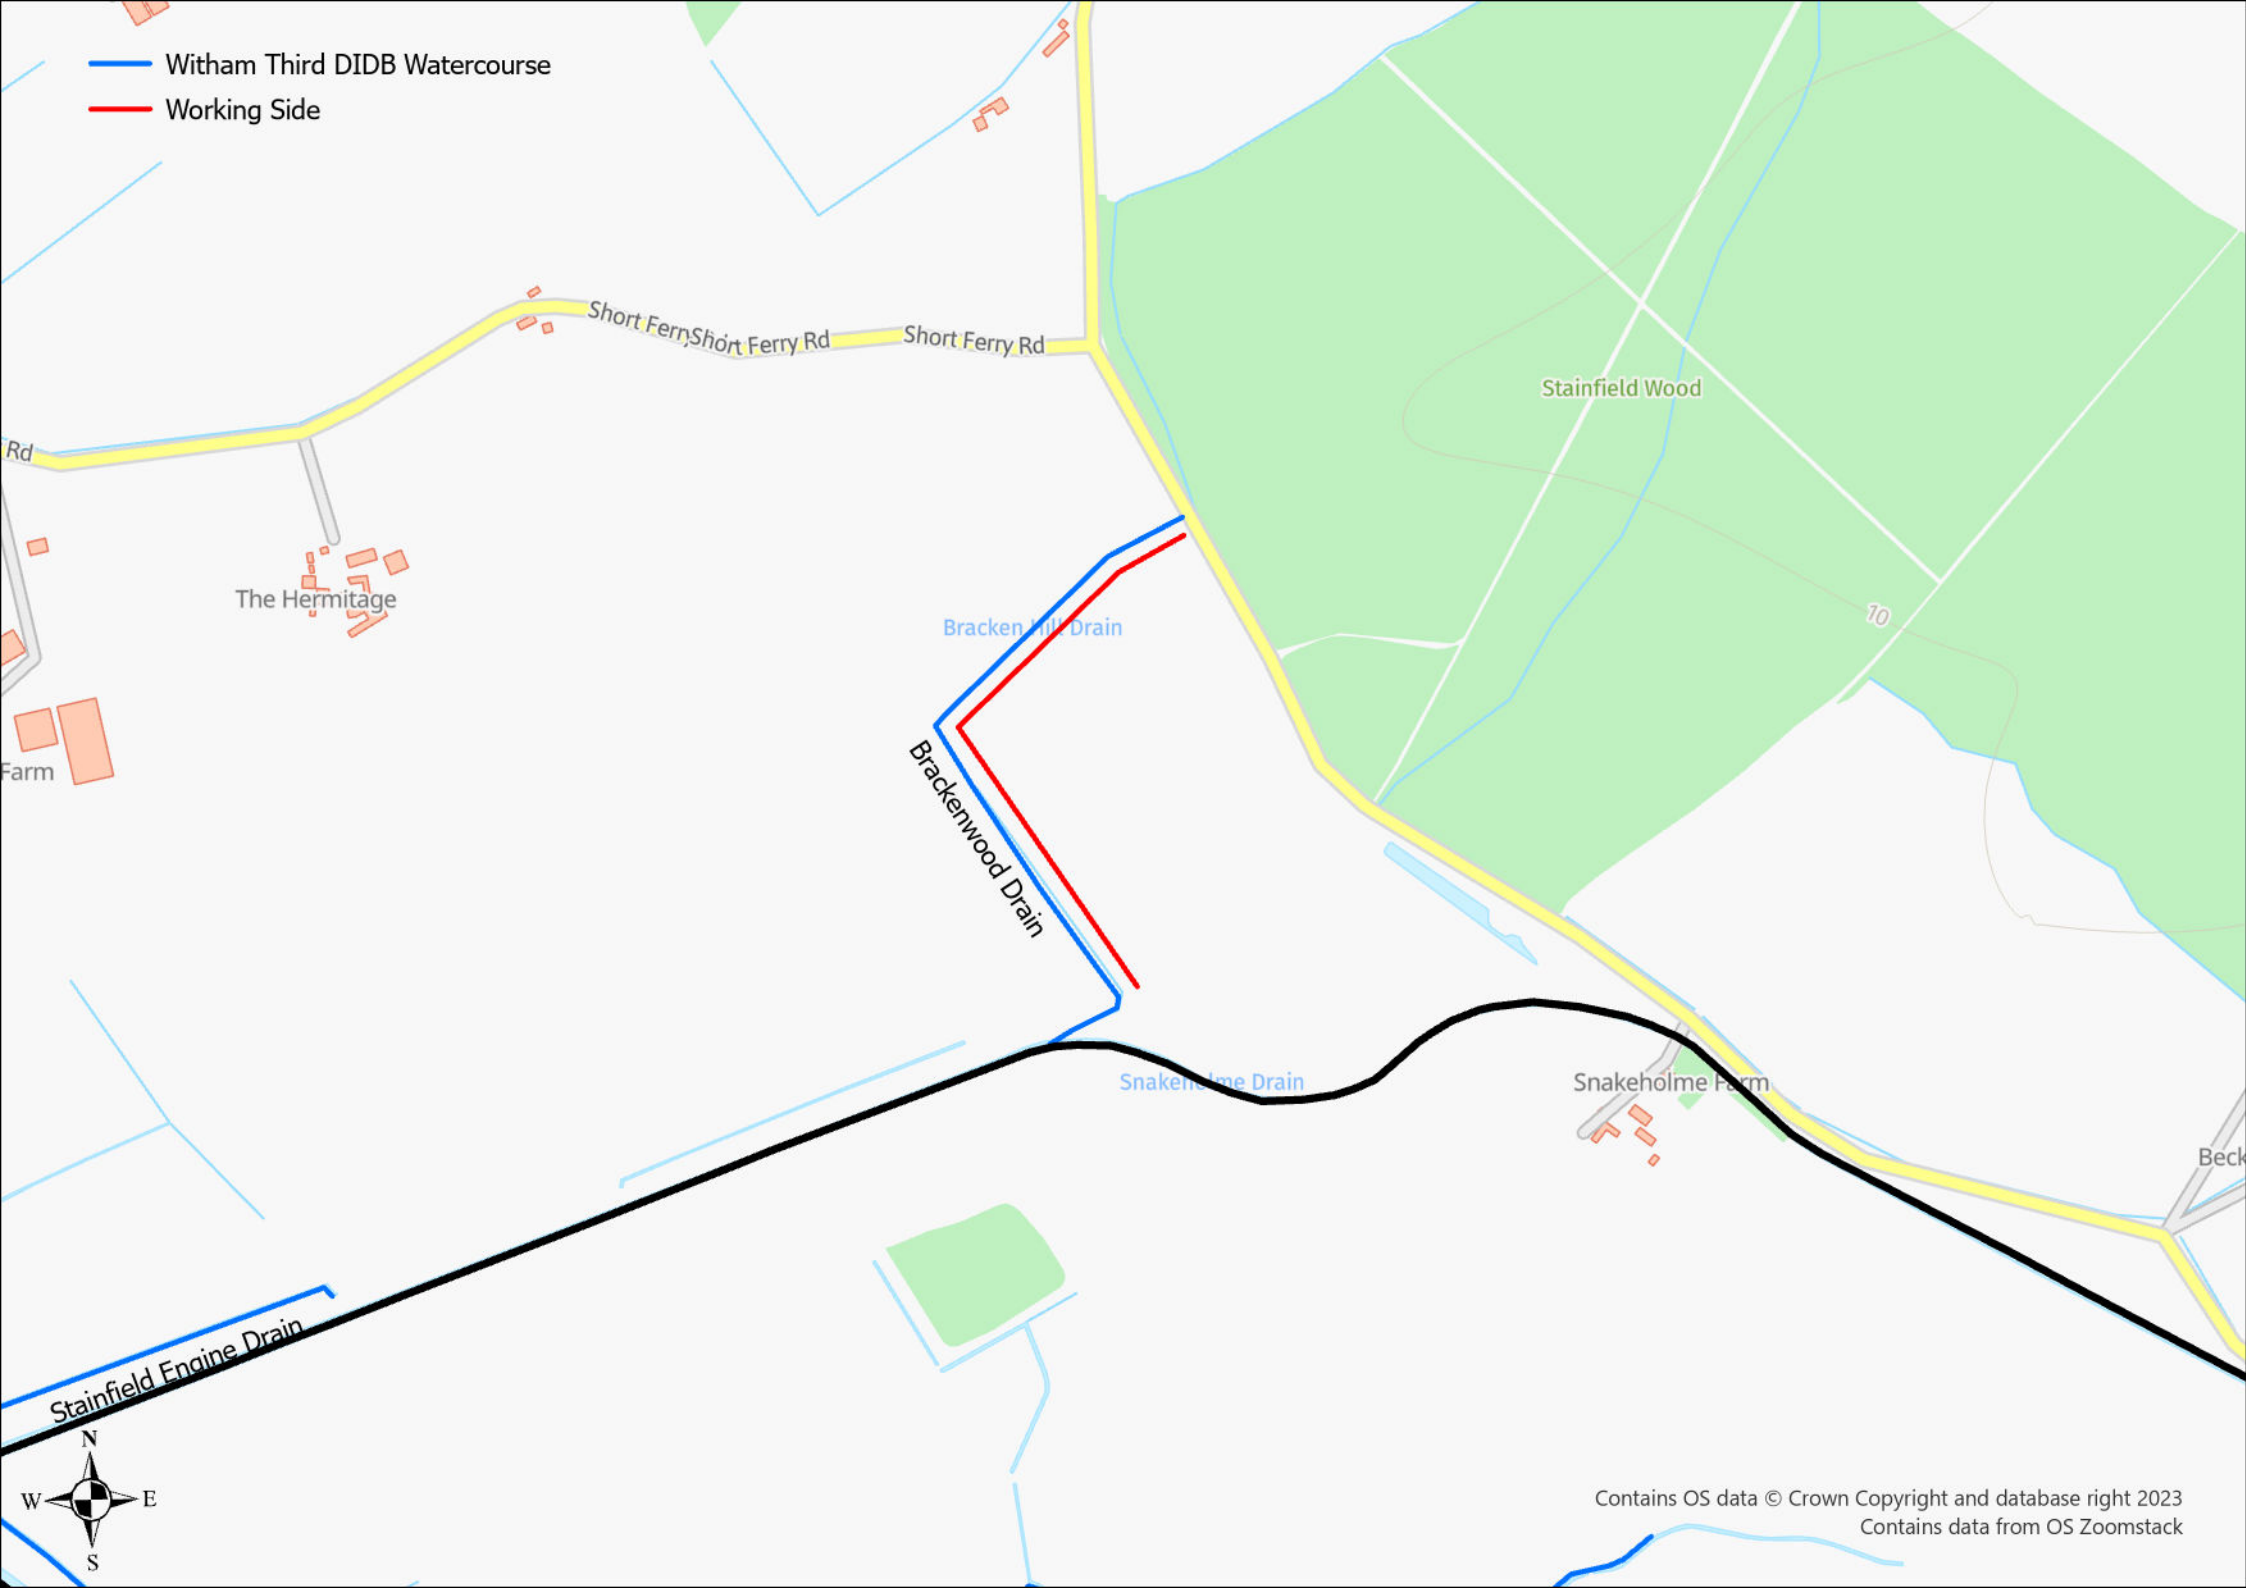 Witham Third DIDB Watercourse
Working Side
Short Ferry
Short Ferry Rd
Short Ferry Rd
Stainfield Wood
Rd
The Hermitage
10
Bracken Hill Drain
Farm
Brackenwood Drain
Snakeholme Drain
Snakeholme Farm
Beck
Stainfield Engine Drain
N
W
E
S
Contains OS data © Crown Copyright and database right 2023
Contains data from OS Zoomstack